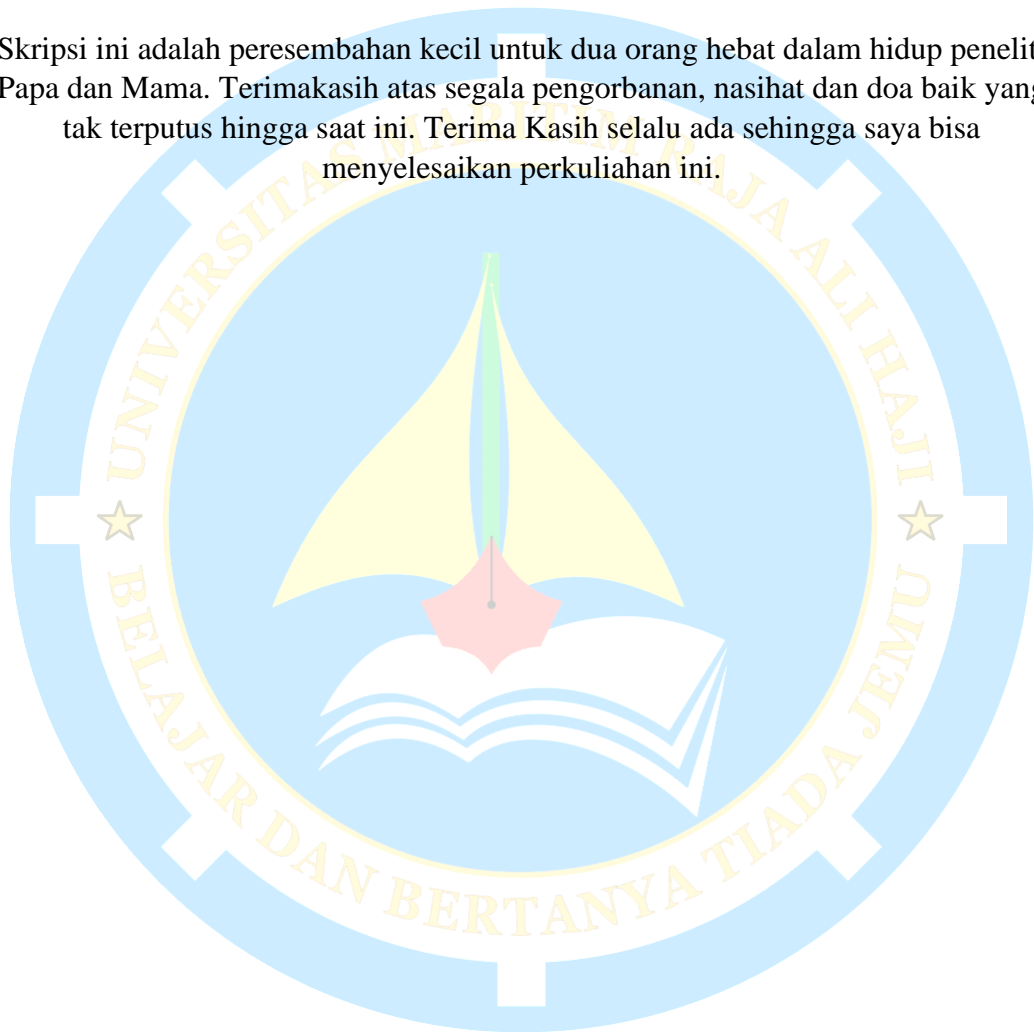 Skripsi ini adalah peresembahan kecil untuk dua orang hebat dalam hidup penelit
Papa dan Mama. Terimakasih atas segala pengorbanan, nasihat dan doa baik yang
tak terputus hingga saat ini. Terima Kasih selalu ada sehingga saya bisa
menyelesaikan perkuliahan ini.
UNIVERSITAS MARITIM RAJA ALI HAJI
BELAJAR DAN BERTANYA TIADA JEMU